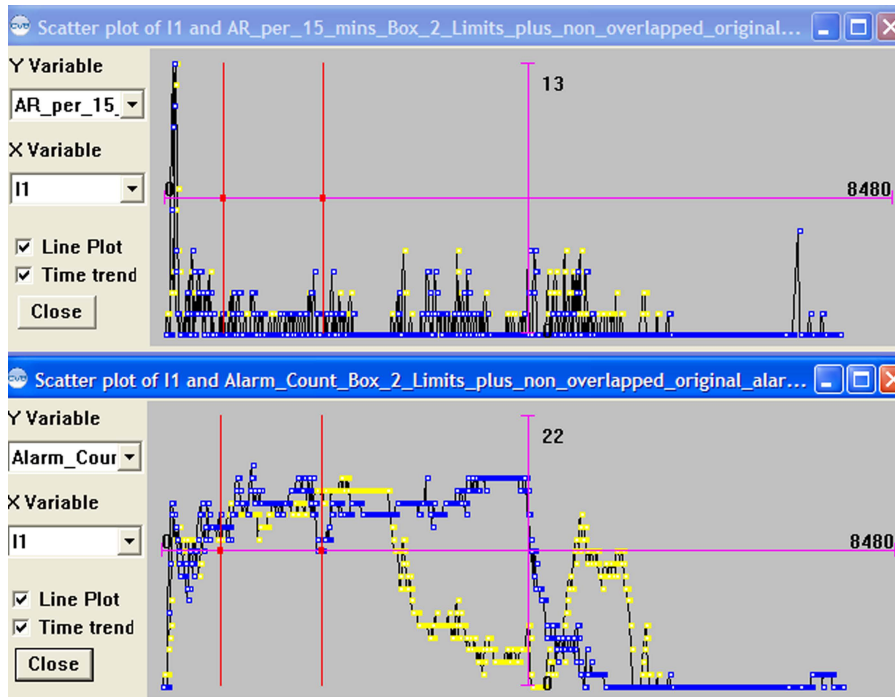 Scatter plot of I1 and AR_per_15_mins_Box_2_Limits_plus_non_overlapped_original...
Y Variable
AR_per_15_
X Variable
I1
Line Plot
Time trend
Close
13
0
8480
0
Scatter plot of I1 and Alarm_Count_Box_2_Limits_plus_non_overlapped_original_alar...
Y Variable
Alarm_Cour
X Variable
I1
Line Plot
Time trend
Close
22
0
8480
0